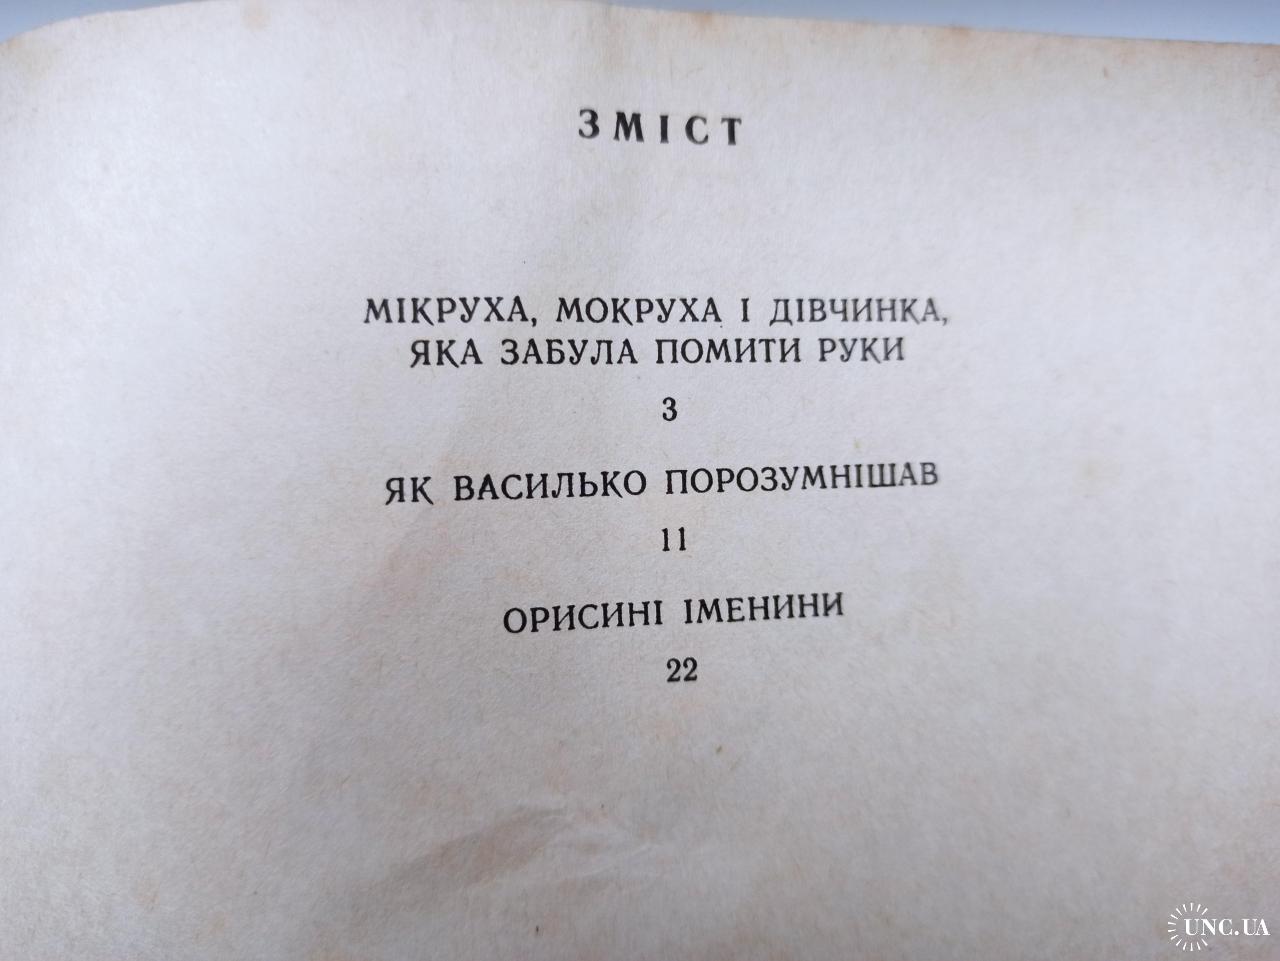 ЗМІСТ
МІКРУХА, МОКРУХА І ДІВЧИНКА,
ЯКА ЗАБУЛА ПОМИТИ РУКИ
3
ЯК ВАСИЛЬКО ПОРОЗУМНІШАВ
11
ОРИСИНІ ІМЕНИНИ
22
UNC.UA